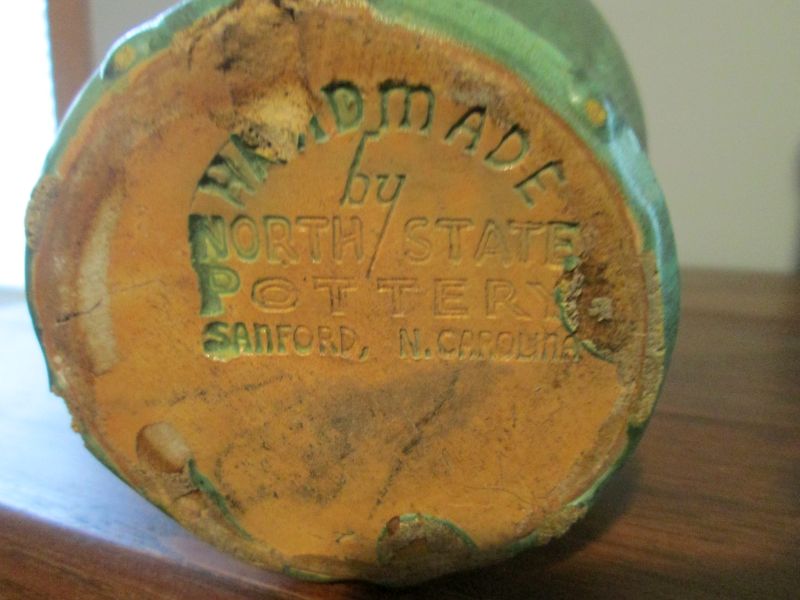 HANDMADE
by
NORTH STATE
POTTERY
SANFORD, N. CAROLINA